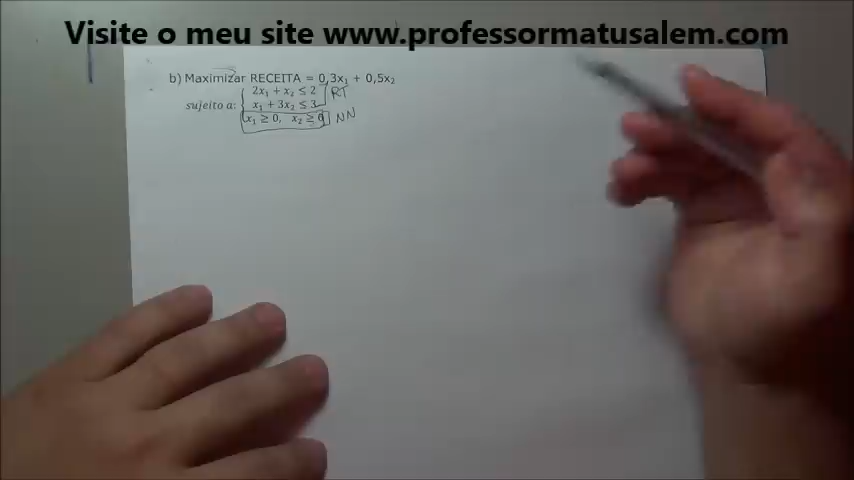 Visite o meu site www.professormatusalem.com
b) Maximizar RECEITA = 0,3x₁ + 0,5x₂
2x₁ + x₂ ≤ 2 RT
sujeito a: x₁ + 3x₂ ≤ 3
x₁ ≥ 0, x₂ ≥ 0 NN